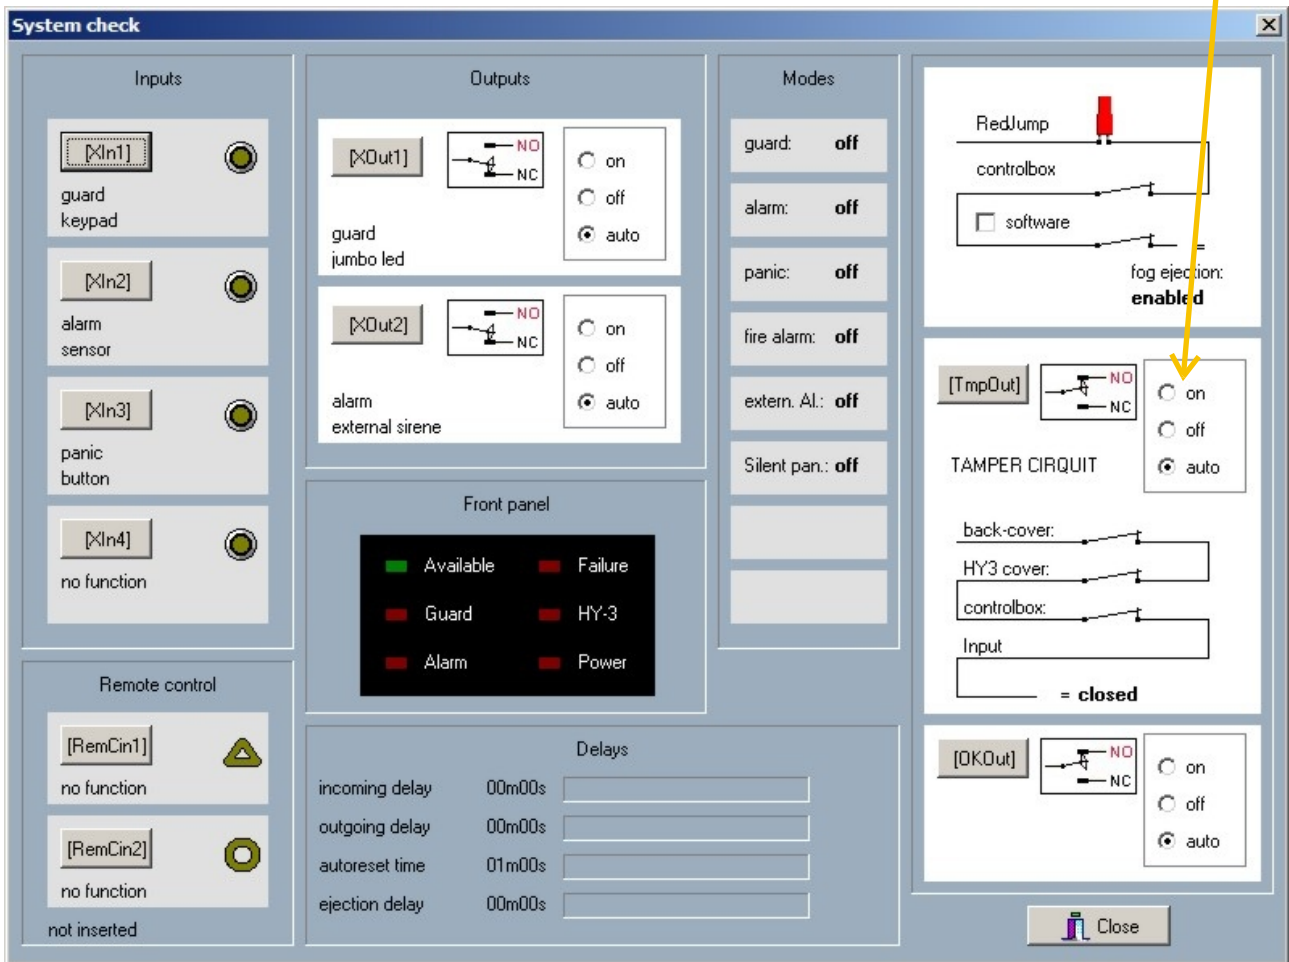 System check
Inputs
[XIn1]
guard
keypad
[XIn2]
alarm
sensor
[XIn3]
panic
button
[XIn4]
no function
Remote control
[RemCin1]
no function
[RemCin2]
no function
not inserted
Outputs
[XOut1]
NO
NC
on
off
auto
guard
jumbo led
[XOut2]
NO
NC
on
off
auto
alarm
external sirene
Front panel
Available
Failure
Guard
HY-3
Alarm
Power
Delays
incoming delay 00m00s
outgoing delay 00m00s
autoreset time 01m00s
ejection delay 00m00s
Modes
guard: off
alarm: off
panic: off
fire alarm: off
extern. Al.: off
Silent pan.: off
RedJump
controlbox
software
=
fog ejection:
enabled
[TmpOut]
NO
NC
on
off
auto
TAMPER CIRQUIT
back-cover:
HY3 cover:
controlbox:
Input
= closed
[OKOut]
NO
NC
on
off
auto
Close